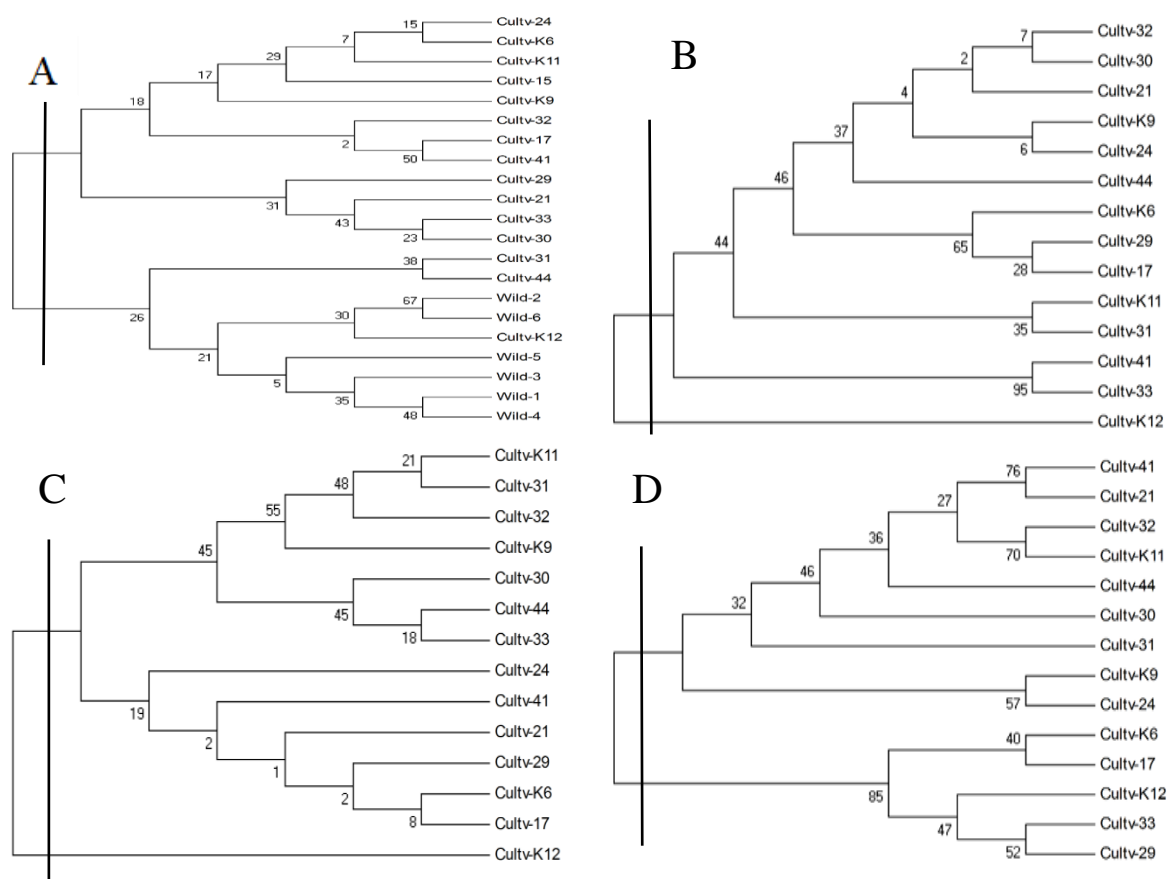 A
15
Cultv-24
7
Cultv-K6
29
Cultv-K11
17
Cultv-15
18
Cultv-K9
Cultv-32
2
Cultv-17
50
Cultv-41
Cultv-29
31
Cultv-21
43
Cultv-33
23
Cultv-30
38
Cultv-31
Cultv-44
26
67
Wild-2
30
Wild-6
21
Cultv-K12
5
Wild-5
35
Wild-3
48
Wild-1
Wild-4
B
7
Cultv-32
2
Cultv-30
4
Cultv-21
37
Cultv-K9
6
Cultv-24
46
Cultv-44
44
Cultv-K6
65
Cultv-29
28
Cultv-17
Cultv-K11
35
Cultv-31
Cultv-41
95
Cultv-33
Cultv-K12
C
21
Cultv-K11
48
Cultv-31
55
Cultv-32
45
Cultv-K9
Cultv-30
45
Cultv-44
18
Cultv-33
Cultv-24
19
Cultv-41
2
Cultv-21
1
Cultv-29
2
Cultv-K6
8
Cultv-17
Cultv-K12
D
76
Cultv-41
27
Cultv-21
36
Cultv-32
70
Cultv-K11
46
Cultv-44
32
Cultv-30
Cultv-31
Cultv-K9
57
Cultv-24
40
Cultv-K6
85
Cultv-17
47
Cultv-K12
52
Cultv-33
Cultv-29